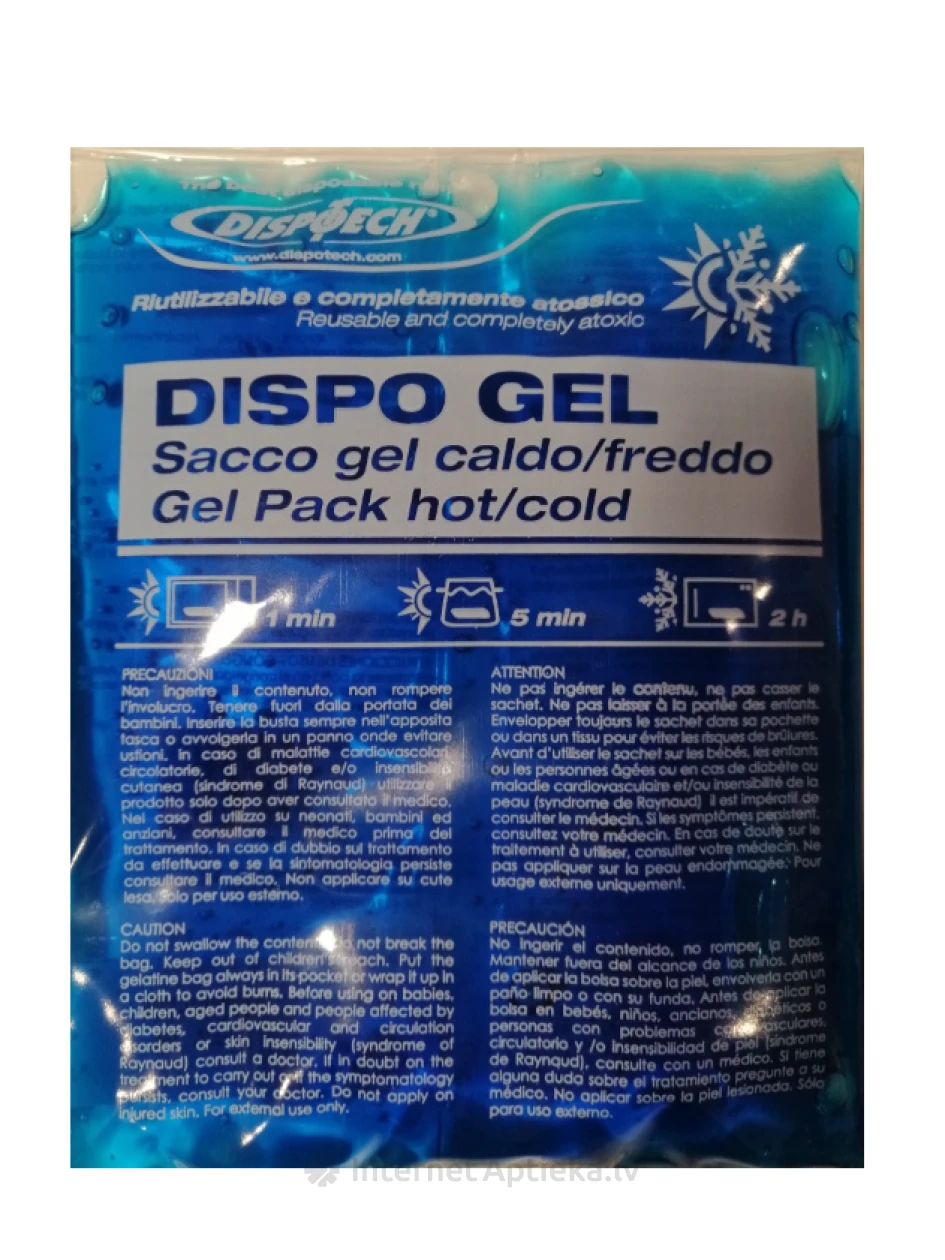 The best disposable
DISPOTECH®
www.dispotech.com
Riutilizzabile e completamente atossico
Reusable and completely atoxic
DISPO GEL
Sacco gel caldo/freddo
Gel Pack hot/cold
1 min
5 min
2 h
PRECAUZIONI
Non ingerire il contenuto, non rompere
l'involucro. Tenere fuori dalla portata dei
bambini. Inserire la busta sempre nell'apposita
tasca o avvolgerla in un panno onde evitare
ustioni. In caso di malattie cardiovascolari,
circolatorie, di diabete e/o insensibilità
cutanea (sindrome di Raynaud) utilizzare il
prodotto solo dopo aver consultato il medico.
Nel caso di utilizzo su neonati, bambini ed
anziani, consultare il medico prima del
trattamento. In caso di dubbio sul trattamento
da effettuare e se la sintomatologia persiste
consultare il medico. Non applicare su cute
lesa. Solo per uso esterno.
ATTENTION
Ne pas ingérer le contenu, ne pas casser le
sachet. Ne pas laisser à la portée des enfants.
Envelopper toujours le sachet dans sa pochette
ou dans un tissu pour éviter les risques de brûlures.
Avant d'utiliser le sachet sur les bébés, les enfants
ou les personnes âgées ou en cas de diabète ou
maladie cardiovasculaire et/ou insensibilité de la
peau (syndrome de Raynaud) il est impératif de
consulter le médecin. Si les symptômes persistent,
consultez votre médecin. En cas de doute sur le
traitement à utiliser, consulter votre médecin. Ne
pas appliquer sur la peau endommagée. Pour
usage externe uniquement.
CAUTION
Do not swallow the content, do not break the
bag. Keep out of children reach. Put the
gelatine bag always in its pocket or wrap it up in
a cloth to avoid burns. Before using on babies,
children, aged people and people affected by
diabetes, cardiovascular and circulation
disorders or skin insensibility (syndrome of
Raynaud) consult a doctor. If in doubt on the
treatment to carry out or if the symptomatology
persists, consult your doctor. Do not apply on
injured skin. For external use only.
PRECAUCIÓN
No ingerir el contenido, no romper la bolsa.
Mantener fuera del alcance de los niños. Antes
de aplicar la bolsa sobre la piel, envolverla con un
paño limpo o con su funda. Antes de aplicar la
bolsa en bebés, niños, ancianos, diabéticos o
personas con problemas cardiovasculares,
circulatorio y /o insensibilidad de piel (sindrome
de Raynaud), consulte con un médico. Si tiene
alguna duda sobre el tratamiento pregunte a su
médico. No aplicar sobre la piel lesionada. Sólo
para uso externo.
Internet Aptieka.lv